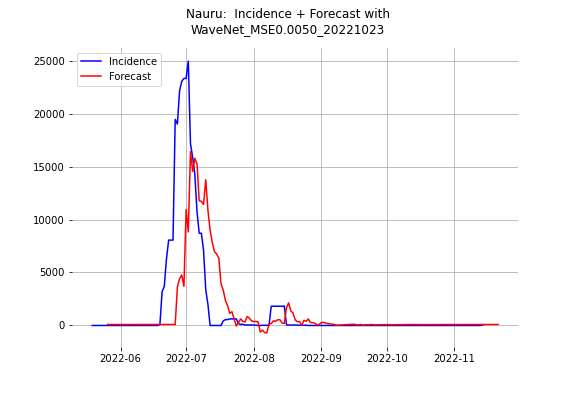 Nauru:  Incidence + Forecast with
WaveNet_MSE0.0050_20221023
Incidence
Forecast
25000
20000
15000
10000
5000
0
2022-06 2022-07 2022-08 2022-09 2022-10 2022-11